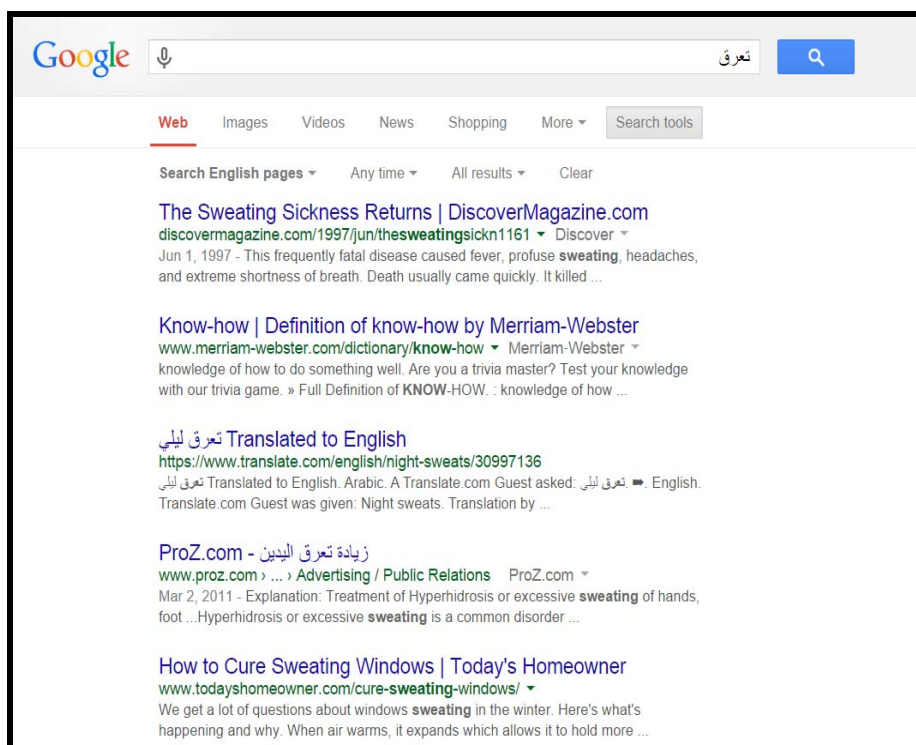 Google تعرق
Web Images Videos News Shopping More Search tools
Search English pages Any time All results Clear
The Sweating Sickness Returns | DiscoverMagazine.com
discovermagazine.com/1997/jun/thesweatingsickn1161 Discover
Jun 1, 1997 - This frequently fatal disease caused fever, profuse sweating, headaches,
and extreme shortness of breath. Death usually came quickly. It killed ...
Know-how | Definition of know-how by Merriam-Webster
www.merriam-webster.com/dictionary/know-how Merriam-Webster
knowledge of how to do something well. Are you a trivia master? Test your knowledge
with our trivia game. » Full Definition of KNOW-HOW. : knowledge of how ...
تعرق ليلي Translated to English
https://www.translate.com/english/night-sweats/30997136
تعرق ليلي Translated to English. Arabic. A Translate.com Guest asked: تعرق ليلي. ➡. English.
Translate.com Guest was given: Night sweats. Translation by ...
ProZ.com - زيادة تعرق اليدين
www.proz.com › ... › Advertising / Public Relations ProZ.com
Mar 2, 2011 - Explanation: Treatment of Hyperhidrosis or excessive sweating of hands,
foot ...Hyperhidrosis or excessive sweating is a common disorder ...
How to Cure Sweating Windows | Today's Homeowner
www.todayshomeowner.com/cure-sweating-windows/
We get a lot of questions about windows sweating in the winter. Here's what's
happening and why. When air warms, it expands which allows it to hold more ...